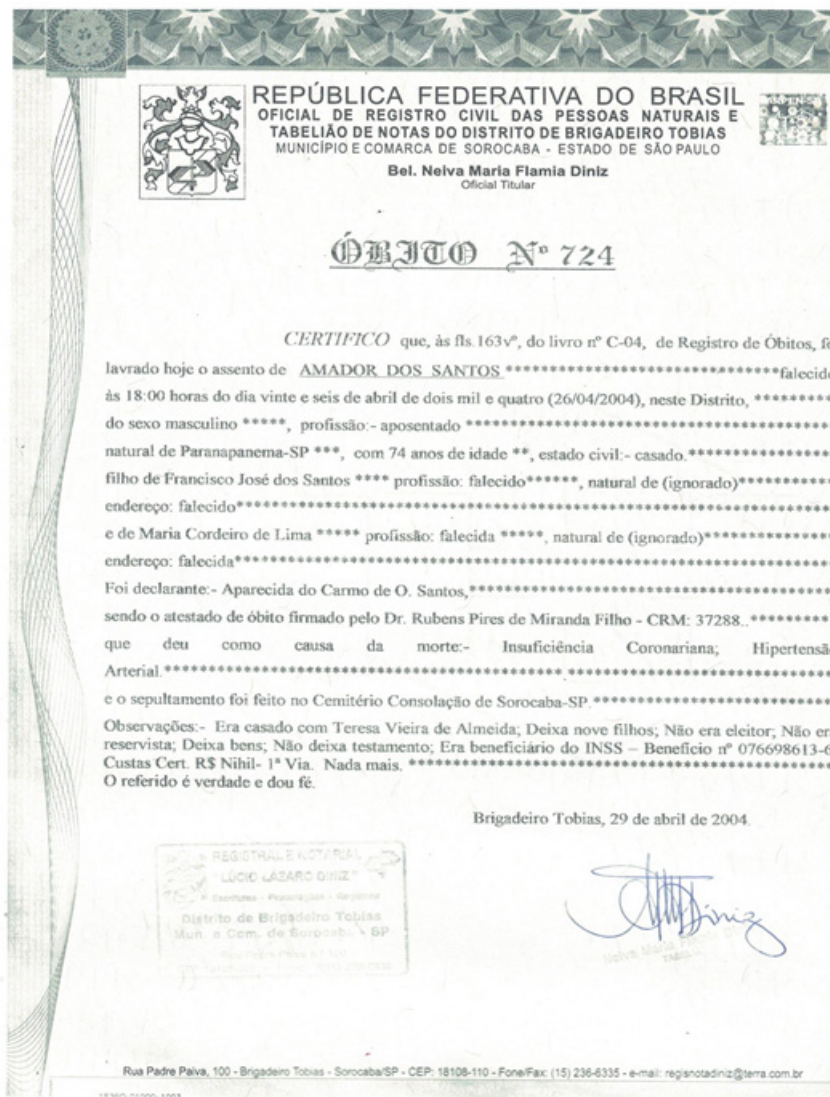 REPÚBLICA FEDERATIVA DO BRASIL
OFICIAL DE REGISTRO CIVIL DAS PESSOAS NATURAIS E
TABELIÃO DE NOTAS DO DISTRITO DE BRIGADEIRO TOBIAS
MUNICÍPIO E COMARCA DE SOROCABA - ESTADO DE SÃO PAULO
Bel. Neiva Maria Flamia Diniz
Oficial Titular
ÓBITO Nº 724
CERTIFICO que, às fls. 163vº, do livro nº C-04, de Registro de Óbitos, fo
lavrado hoje o assento de AMADOR DOS SANTOS ******************************falecido
às 18:00 horas do dia vinte e seis de abril de dois mil e quatro (26/04/2004), neste Distrito, *********
do sexo masculino *****, profissão:- aposentado ******************************************
natural de Paranapanema-SP ***, com 74 anos de idade **, estado civil:- casado.*****************
filho de Francisco José dos Santos **** profissão: falecido******, natural de (ignorado)***********
endereço: falecido**********************************************************************
e de Maria Cordeiro de Lima ***** profissão: falecida *****, natural de (ignorado)***************
endereço: falecida**********************************************************************
Foi declarante:- Aparecida do Carmo de O. Santos,******************************************
sendo o atestado de óbito firmado pelo Dr. Rubens Pires de Miranda Filho - CRM: 37288..*********
que deu como causa da morte:- Insuficiência Coronariana; Hipertensã
Arterial.******************************************** *****************************
e o sepultamento foi feito no Cemitério Consolação de Sorocaba-SP.***************************
Observações:- Era casado com Teresa Vieira de Almeida; Deixa nove filhos; Não era eleitor; Não era
reservista; Deixa bens; Não deixa testamento; Era beneficiário do INSS – Beneficio nº 076698613-6
Custas Cert. R$ Nihil- 1ª Via. Nada mais. *************************************************
O referido é verdade e dou fé.
Brigadeiro Tobias, 29 de abril de 2004.
REGISTRAL E NOTARIAL
"LÚCIO LAZARO DINIZ"
Escrituras - Procurações - Registros
Distrito de Brigadeiro Tobias
Mun. e Com. de Sorocaba - SP
Diniz
Neiva Maria
Rua Padre Paiva, 100 - Brigadeiro Tobias - Sorocaba/SP - CEP: 18108-110 - Fone/Fax: (15) 236-6335 - e-mail: regisnotadiniz@terra.com.br